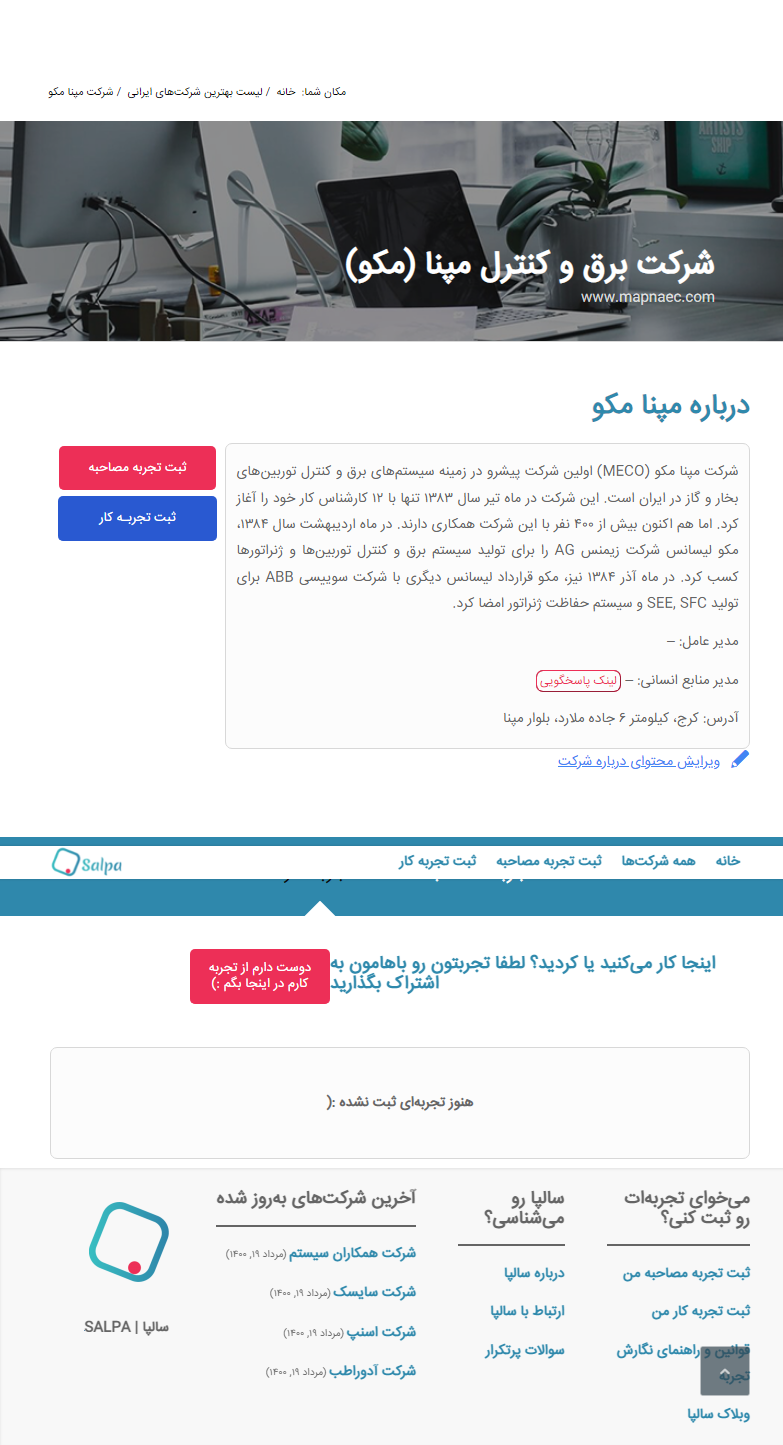 مکان شما: خانه / لیست بهترین شرکت‌های ایرانی / شرکت مپنا مکو
ARTISTS
SHIP
شرکت برق و کنترل مپنا (مکو)
www.mapnaec.com
درباره مپنا مکو
شرکت مپنا مکو (MECO) اولین شرکت پیشرو در زمینه سیستم‌های برق و کنترل توربین‌های
بخار و گاز در ایران است. این شرکت در ماه تیر سال ۱۳۸۳ تنها با ۱۲ کارشناس کار خود را آغاز
کرد. اما هم اکنون بیش از ۴۰۰ نفر با این شرکت همکاری دارند. در ماه اردیبهشت سال ۱۳۸۴،
مکو لیسانس شرکت زیمنس AG را برای تولید سیستم برق و کنترل توربین‌ها و ژنراتورها
کسب کرد. در ماه آذر ۱۳۸۴ نیز، مکو قرارداد لیسانس دیگری با شرکت سوییسی ABB برای
تولید SEE, SFC و سیستم حفاظت ژنراتور امضا کرد.
مدیر عامل: –
مدیر منابع انسانی: – لینک پاسخگویی
آدرس: کرج، کیلومتر ۶ جاده ملارد، بلوار مپنا
ویرایش محتوای درباره شرکت
ثبت تجربه مصاحبه
ثبت تجربـه کار
خانه همه شرکت‌ها ثبت تجربه مصاحبه ثبت تجربه کار
Salpa
اینجا کار می‌کنید یا کردید؟ لطفا تجربتون رو باهامون به
اشتراک بگذارید
دوست دارم از تجربه
کارم در اینجا بگم :)
هنوز تجربه‌ای ثبت نشده :(
می‌خوای تجربه‌ات
رو ثبت کنی؟
ثبت تجربه مصاحبه من
ثبت تجربه کار من
قوانین و راهنمای نگارش
تجربه
وبلاک سالپا
سالپا رو
می‌شناسی؟
درباره سالپا
ارتباط با سالپا
سوالات پرتکرار
آخرین شرکت‌های به‌روز شده
شرکت همکاران سیستم (مرداد ۱۹, ۱۴۰۰)
شرکت سایسک (مرداد ۱۹, ۱۴۰۰)
شرکت اسنپ (مرداد ۱۹, ۱۴۰۰)
شرکت آدوراطب (مرداد ۱۹, ۱۴۰۰)
سالپا | SALPA